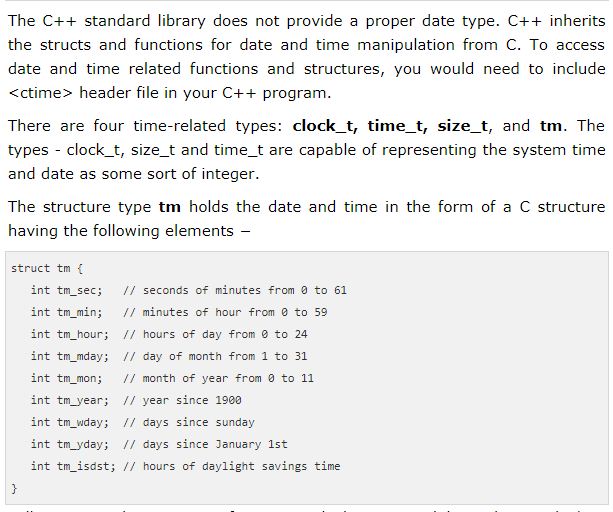 The C++ standard library does not provide a proper date type. C++ inherits
the structs and functions for date and time manipulation from C. To access
date and time related functions and structures, you would need to include
<ctime> header file in your C++ program.
There are four time-related types: clock_t, time_t, size_t, and tm. The
types - clock_t, size_t and time_t are capable of representing the system time
and date as some sort of integer.
The structure type tm holds the date and time in the form of a C structure
having the following elements −
struct tm {
   int tm_sec;   // seconds of minutes from 0 to 61
   int tm_min;   // minutes of hour from 0 to 59
   int tm_hour;  // hours of day from 0 to 24
   int tm_mday;  // day of month from 1 to 31
   int tm_mon;   // month of year from 0 to 11
   int tm_year;  // year since 1900
   int tm_wday;  // days since sunday
   int tm_yday;  // days since January 1st
   int tm_isdst; // hours of daylight savings time
}